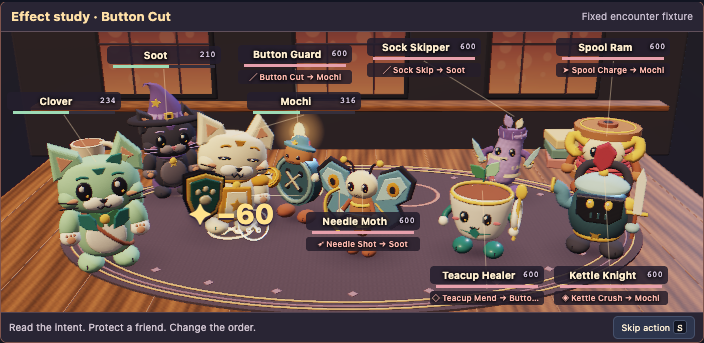 Effect study · Button Cut
Fixed encounter fixture
Soot 210
Button Guard 600
Button Cut → Mochi
Sock Skipper 600
Sock Skip → Soot
Spool Ram 600
Spool Charge → Mochi
Clover 234
Mochi 316
-60
Needle Moth 600
Needle Shot → Soot
Teacup Healer 600
Teacup Mend → Butto...
Kettle Knight 600
Kettle Crush → Mochi
Read the intent. Protect a friend. Change the order.
Skip action S